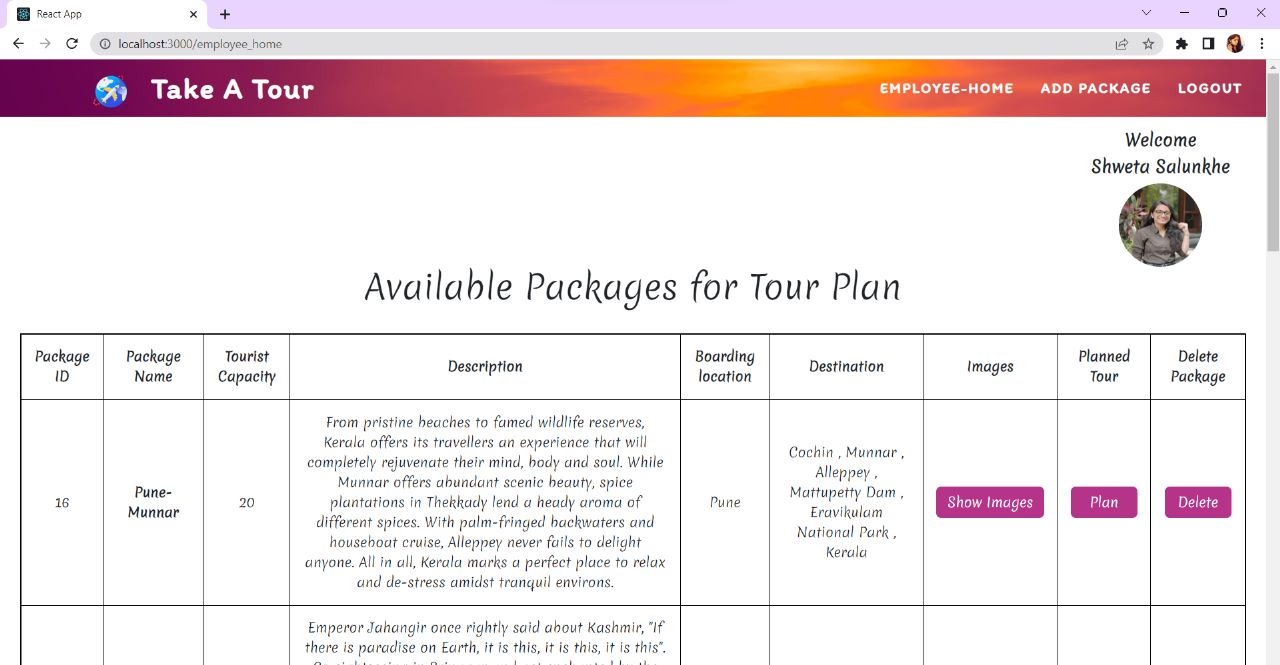 React App
localhost:3000/employee_home
Take A Tour
EMPLOYEE-HOME ADD PACKAGE LOGOUT
Welcome
Shweta Salunkhe
Available Packages for Tour Plan
Package ID
Package Name
Tourist Capacity
Description
Boarding location
Destination
Images
Planned Tour
Delete Package
16
Pune-
Munnar
20
From pristine beaches to famed wildlife reserves,
Kerala offers its travellers an experience that will
completely rejuvenate their mind, body and soul. While
Munnar offers abundant scenic beauty, spice
plantations in Thekkady lend a heady aroma of
different spices. With palm-fringed backwaters and
houseboat cruise, Alleppey never fails to delight
anyone. All in all, Kerala marks a perfect place to relax
and de-stress amidst tranquil environs.
Pune
Cochin , Munnar ,
Alleppey ,
Mattupetty Dam ,
Eravikulam
National Park ,
Kerala
Show Images
Plan
Delete
Emperor Jahangir once rightly said about Kashmir, "If
there is paradise on Earth, it is this, it is this, it is this".